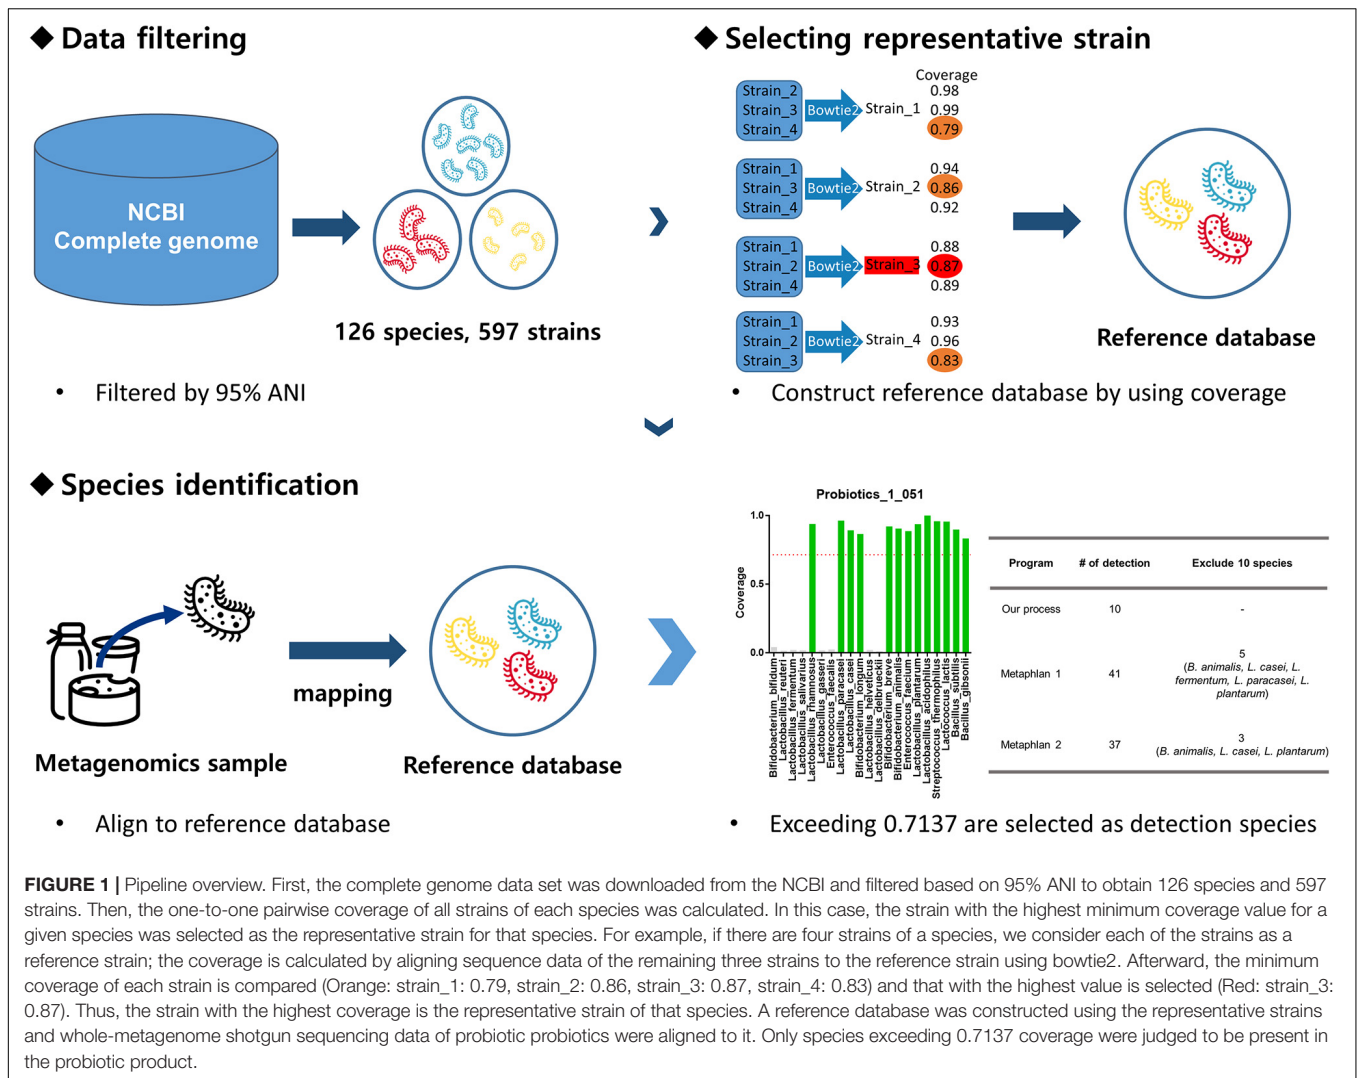 ◆ Data filtering
NCBI
Complete genome
126 species, 597 strains
• Filtered by 95% ANI
◆ Selecting representative strain
Coverage
Strain_2
Strain_3
Strain_4
Bowtie2
Strain_1
0.98
0.99
0.79
Strain_1
Strain_3
Strain_4
Bowtie2
Strain_2
0.94
0.86
0.92
Strain_1
Strain_2
Strain_4
Bowtie2
Strain_3
0.88
0.87
0.89
Strain_1
Strain_2
Strain_3
Bowtie2
Strain_4
0.93
0.96
0.83
Reference database
• Construct reference database by using coverage
◆ Species identification
Metagenomics sample
mapping
Reference database
• Align to reference database
Probiotics_1_051
Coverage
1.0
0.5
0.0
Bifidobacterium_bifidum
Lactobacillus_reuteri
Lactobacillus_fermentum
Lactobacillus_salivarius
Lactobacillus_rhamnosus
Lactobacillus_gasseri
Enterococcus_faecalis
Lactobacillus_paracasei
Lactobacillus_casei
Bifidobacterium_longum
Lactobacillus_helveticus
Lactobacillus_delbrueckii
Bifidobacterium_breve
Bifidobacterium_animalis
Enterococcus_faecium
Lactobacillus_plantarum
Lactobacillus_acidophilus
Streptococcus_thermophilus
Lactococcus_lactis
Bacillus_subtilis
Bacillus_gibsonii
Program # of detection Exclude 10 species
Our process 10 -
Metaphlan 1 41 5
(B. animalis, L. casei, L.
fermentum, L. paracasei, L.
plantarum)
Metaphlan 2 37 3
(B. animalis, L. casei, L. plantarum)
• Exceeding 0.7137 are selected as detection species
FIGURE 1 | Pipeline overview. First, the complete genome data set was downloaded from the NCBI and filtered based on 95% ANI to obtain 126 species and 597
strains. Then, the one-to-one pairwise coverage of all strains of each species was calculated. In this case, the strain with the highest minimum coverage value for a
given species was selected as the representative strain for that species. For example, if there are four strains of a species, we consider each of the strains as a
reference strain; the coverage is calculated by aligning sequence data of the remaining three strains to the reference strain using bowtie2. Afterward, the minimum
coverage of each strain is compared (Orange: strain_1: 0.79, strain_2: 0.86, strain_3: 0.87, strain_4: 0.83) and that with the highest value is selected (Red: strain_3:
0.87). Thus, the strain with the highest coverage is the representative strain of that species. A reference database was constructed using the representative strains
and whole-metagenome shotgun sequencing data of probiotic probiotics were aligned to it. Only species exceeding 0.7137 coverage were judged to be present in
the probiotic product.